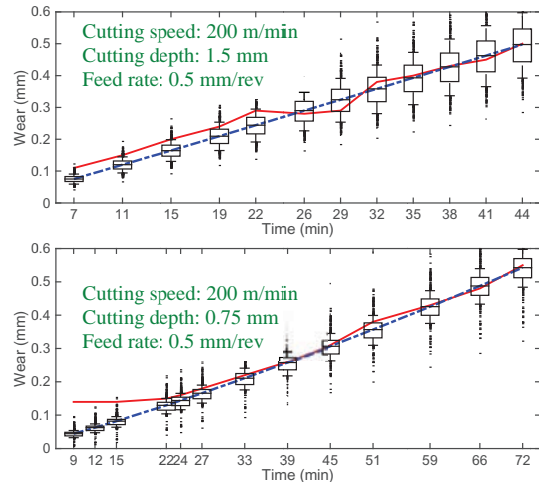 0.6
Cutting speed: 200 m/min
0.5
Cutting depth: 1.5 mm
0.4
Feed rate: 0.5 mm/rev
Wear (mm)
0.3
0.2
0.1
0
7 11 15 19 22 26 29 32 35 38 41 44
Time (min)
0.6
0.5
Cutting speed: 200 m/min
Cutting depth: 0.75 mm
0.4
Feed rate: 0.5 mm/rev
Wear (mm)
0.3
0.2
0.1
0
9 12 15 22 24 27 33 39 45 51 59 66 72
Time (min)